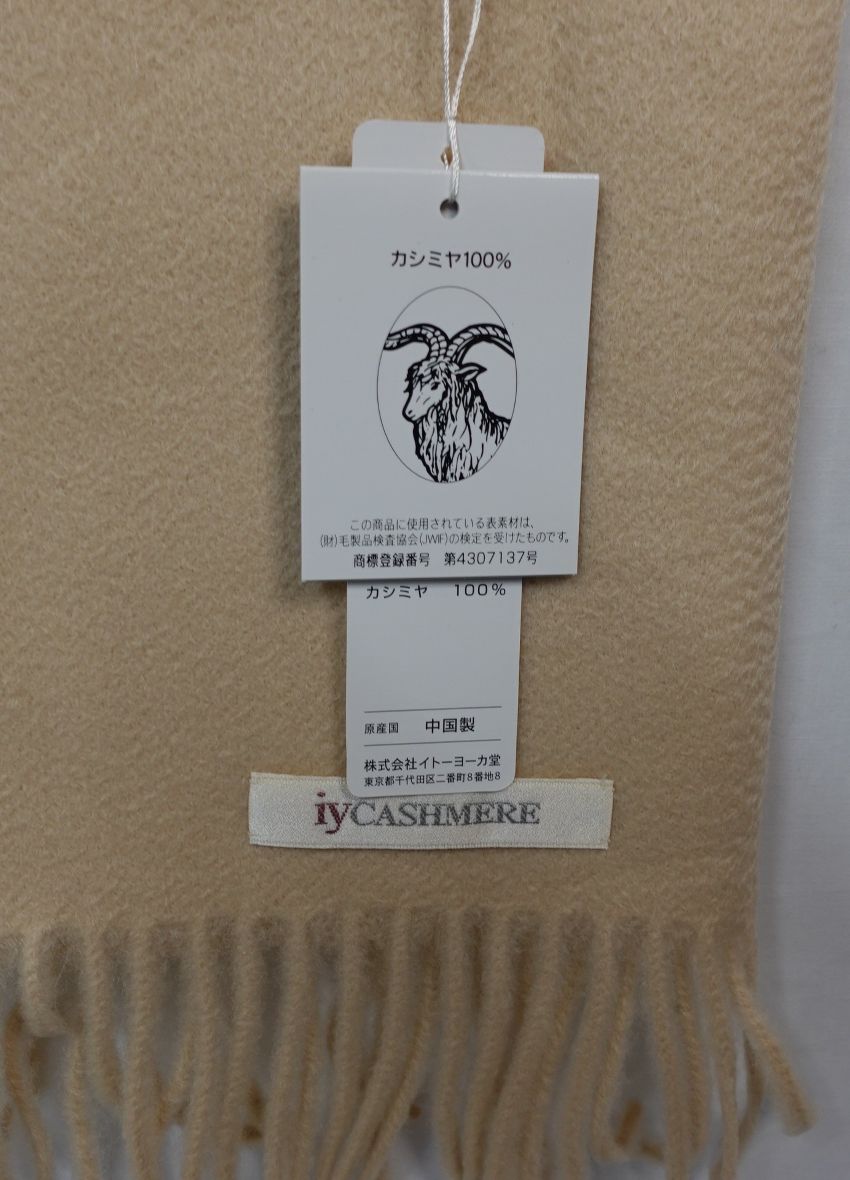 カシミヤ100%
この商品に使用されている表素材は、
(財)毛製品検査協会(JWIF)の検定を受けたものです。
商標登録番号　第4307137号
カシミヤ　100%
原産国　中国製
株式会社イトーヨーカ堂
東京都千代田区二番町8番地8
iyCASHMERE